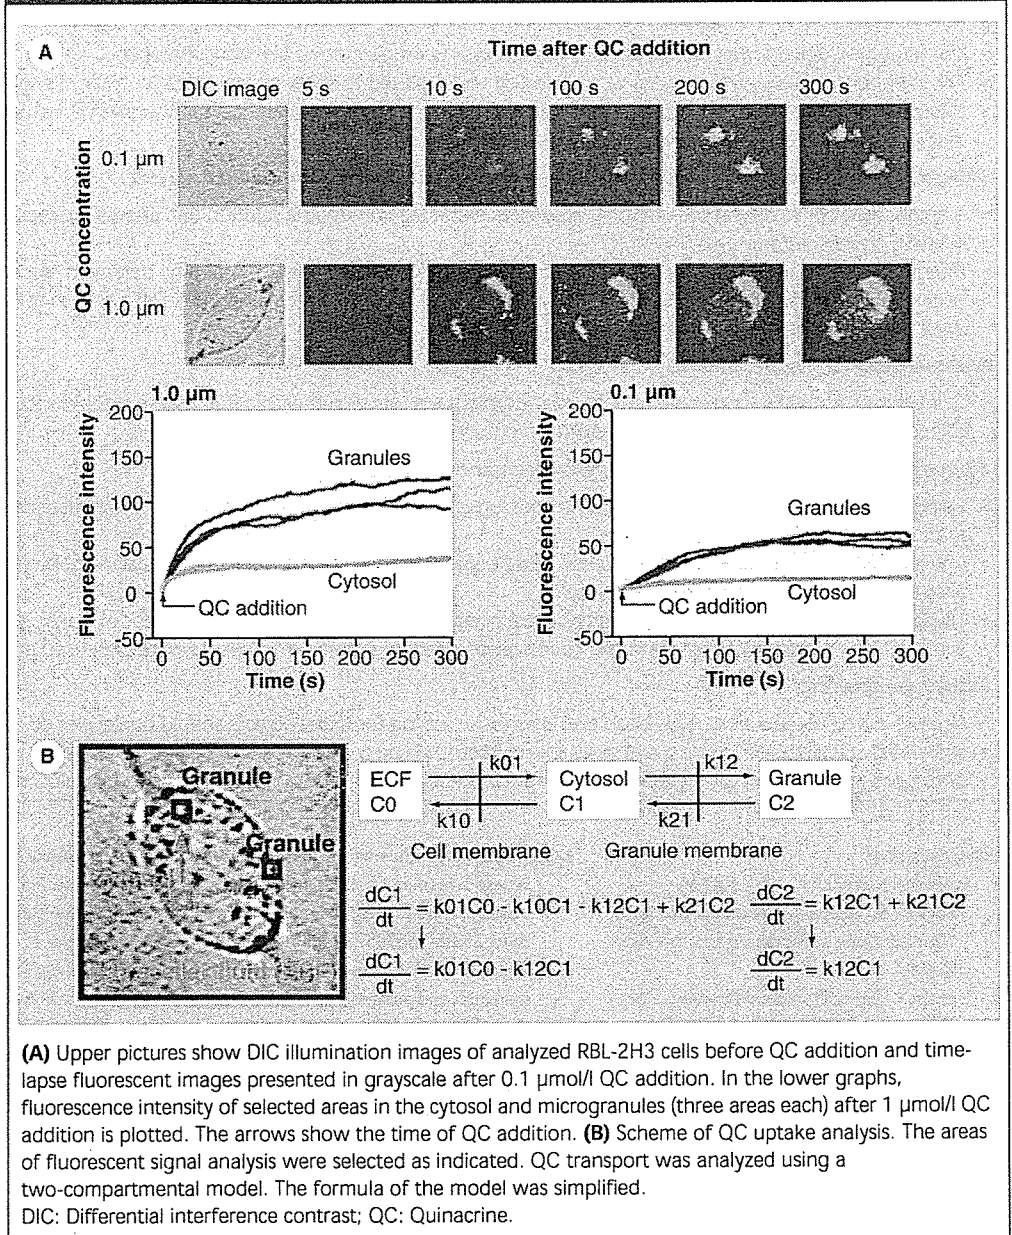 A
Time after QC addition
DIC image 5 s 10 s 100 s 200 s 300 s
QC concentration
0.1 µm
1.0 µm
1.0 µm
Fluorescence intensity
200
150
100
50
0
-50
Granules
Cytosol
QC addition
0 50 100 150 200 250 300
Time (s)
0.1 µm
Fluorescence intensity
200
150
100
50
0
-50
Granules
Cytosol
QC addition
0 50 100 150 200 250 300
Time (s)
B
Granule
Granule
ECF
C0
k01
k10
Cytosol
C1
k12
k21
Granule
C2
Cell membrane
Granule membrane
dC1/dt = k01C0 - k10C1 - k12C1 + k21C2
dC1/dt = k01C0 - k12C1
dC2/dt = k12C1 + k21C2
dC2/dt = k12C1
(A) Upper pictures show DIC illumination images of analyzed RBL-2H3 cells before QC addition and time-
lapse fluorescent images presented in grayscale after 0.1 µmol/l QC addition. In the lower graphs,
fluorescence intensity of selected areas in the cytosol and microgranules (three areas each) after 1 µmol/l QC
addition is plotted. The arrows show the time of QC addition. (B) Scheme of QC uptake analysis. The areas
of fluorescent signal analysis were selected as indicated. QC transport was analyzed using a
two-compartmental model. The formula of the model was simplified.
DIC: Differential interference contrast; QC: Quinacrine.